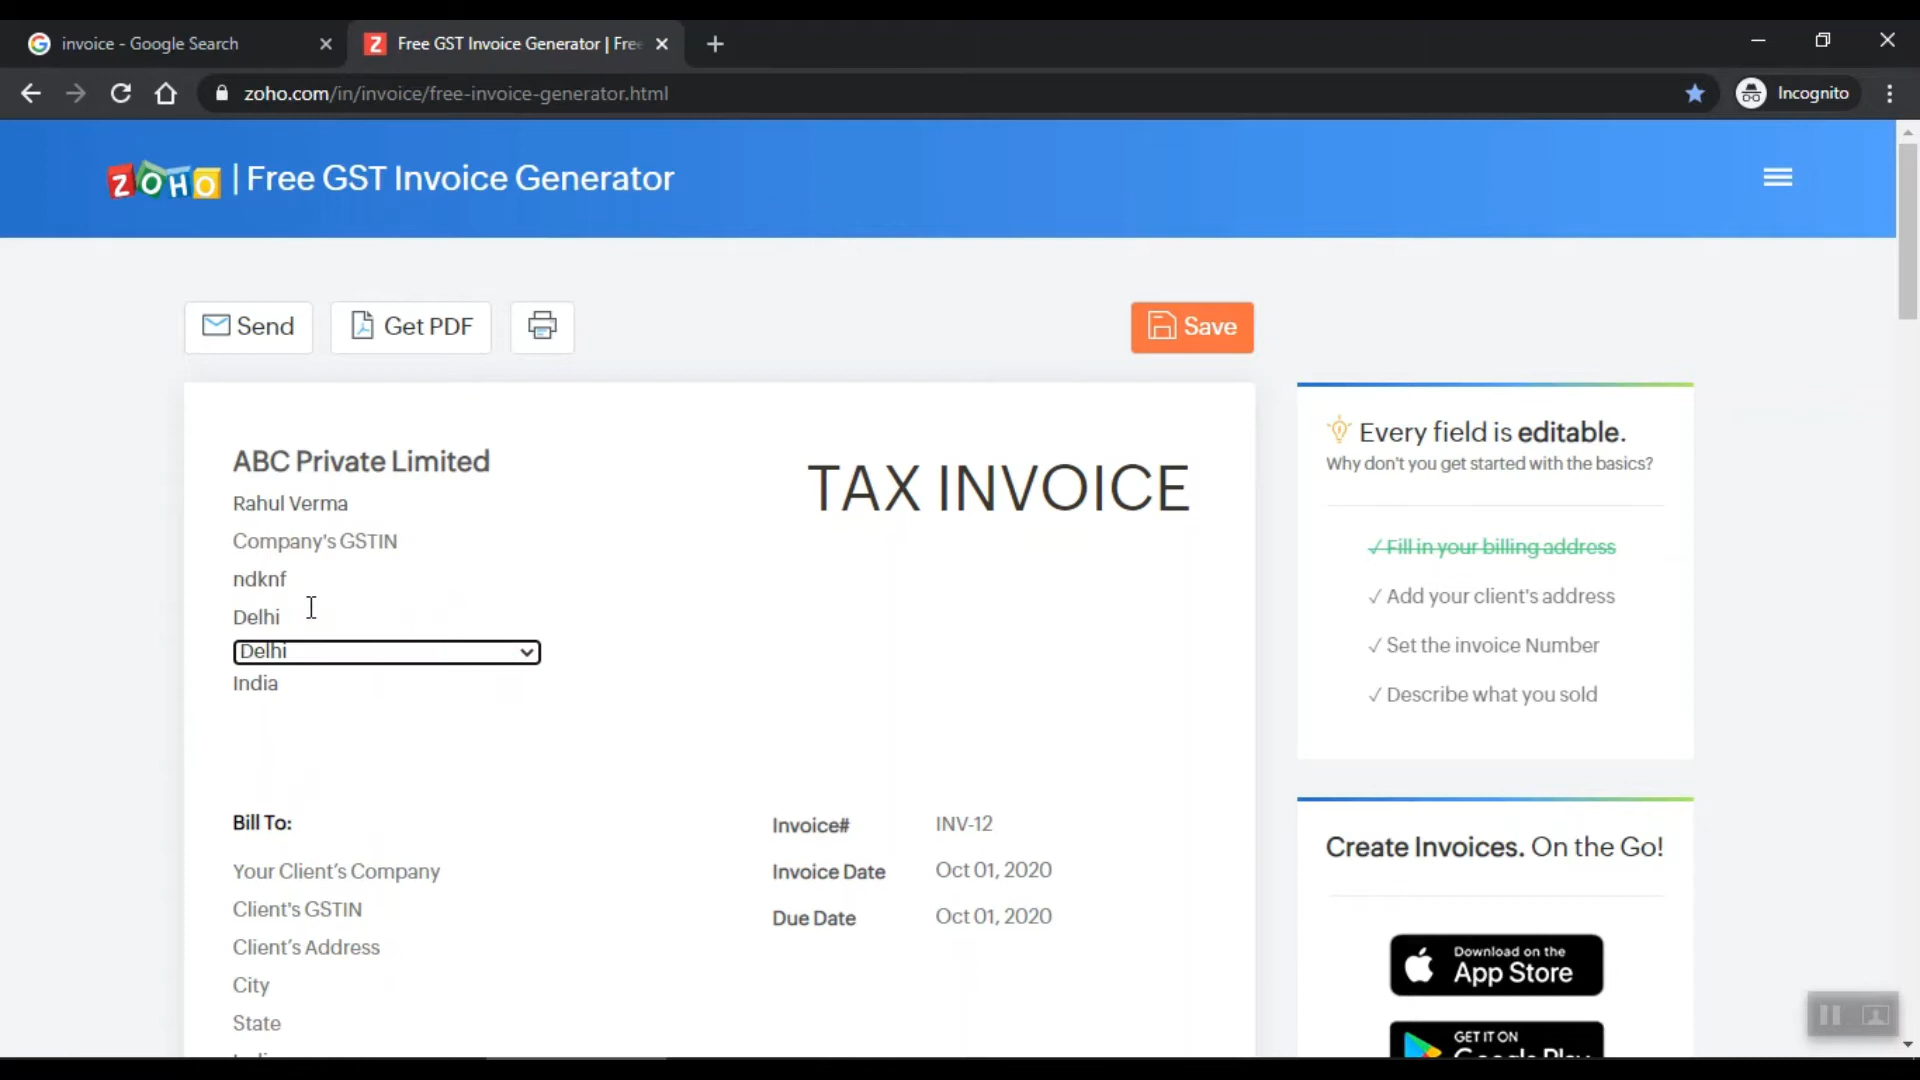 invoice - Google Search
Free GST Invoice Generator | Free
zoho.com/in/invoice/free-invoice-generator.html
Incognito
ZOHO | Free GST Invoice Generator
Send
Get PDF
Save
ABC Private Limited
Rahul Verma
Company's GSTIN
ndknf
Delhi
Delhi
India
TAX INVOICE
Bill To:
Your Client's Company
Client's GSTIN
Client's Address
City
State
Invoice# INV-12
Invoice Date Oct 01, 2020
Due Date Oct 01, 2020
Every field is editable.
Why don't you get started with the basics?
✓ Fill in your billing address
✓ Add your client's address
✓ Set the invoice Number
✓ Describe what you sold
Create Invoices. On the Go!
Download on the
App Store
GET IT ON
Google Play